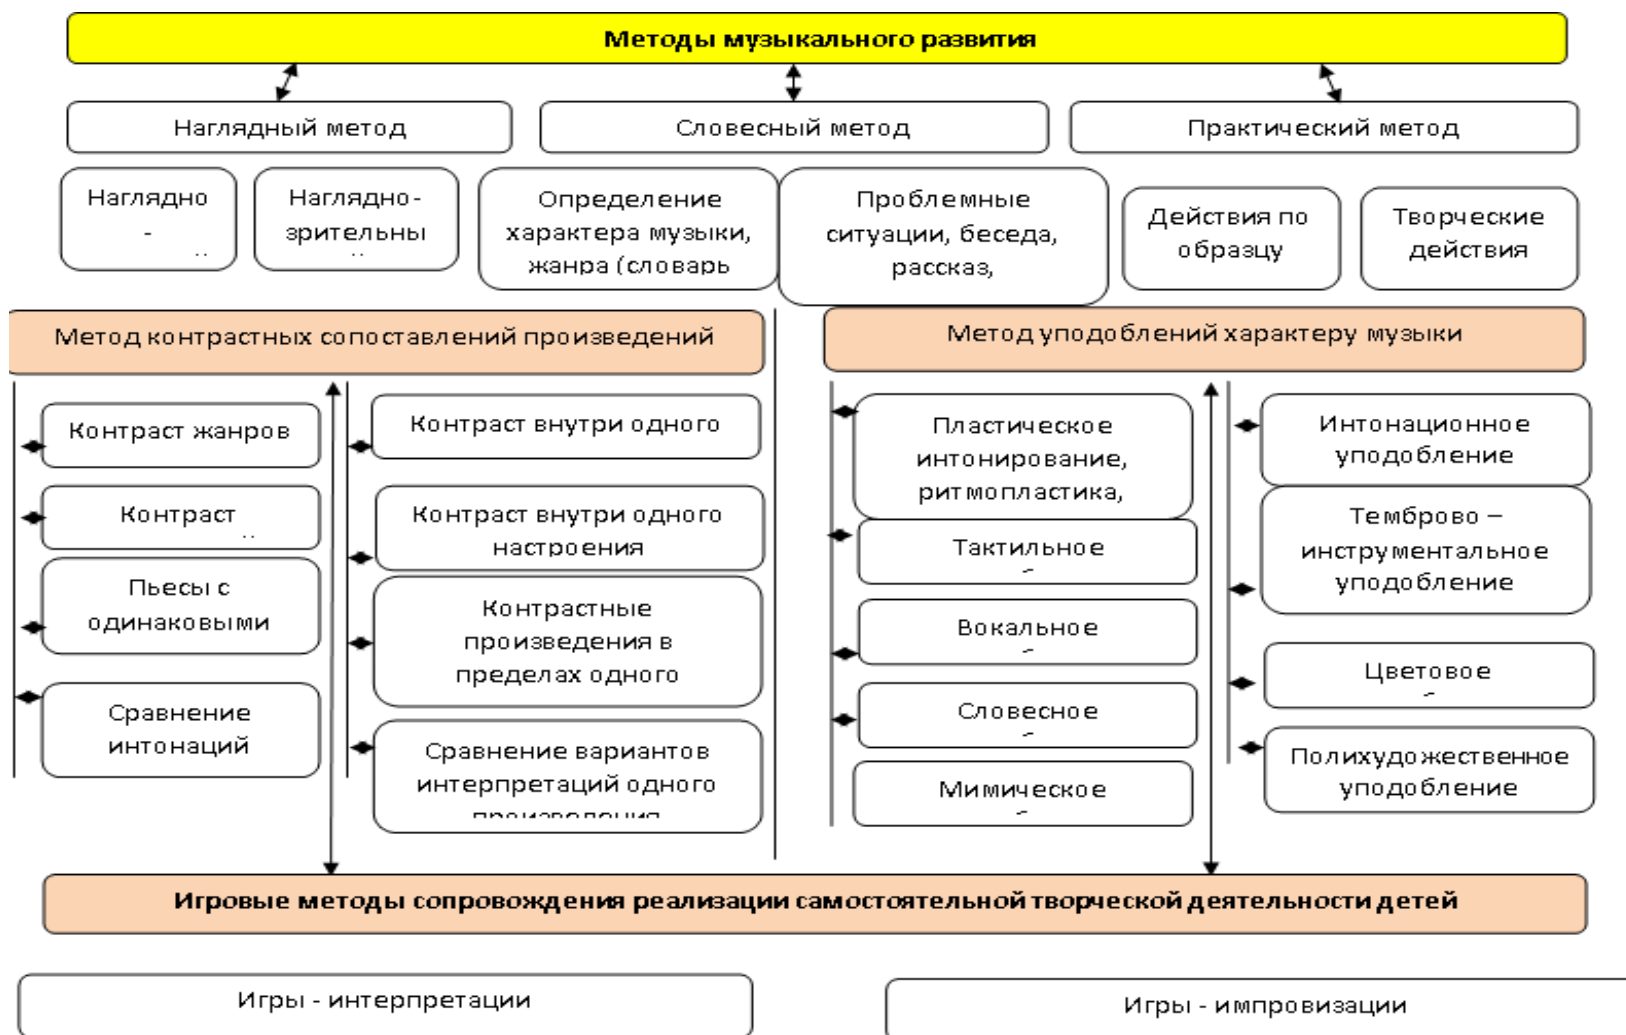 Методы музыкального развития
Наглядный метод
Словесный метод
Практический метод
Наглядно
-
Наглядно-
зрительны
Определение
характера музыки,
жанра (словарь
Проблемные
ситуации, беседа,
рассказ,
Действия по
образцу
Творческие
действия
Метод контрастных сопоставлений произведений
Контраст жанров
Контраст
Пьесы с
одинаковыми
Сравнение
интонаций
Контраст внутри одного
Контраст внутри одного
настроения
Контрастные
произведения в
пределах одного
Сравнение вариантов
интерпретаций одного
произведения
Метод уподоблений характеру музыки
Пластическое
интонирование,
ритмопластика,
Тактильное
Вокальное
Словесное
Мимическое
Интонационное
уподобление
Темброво –
инструментальное
уподобление
Цветовое
Полихудожественное
уподобление
Игровые методы сопровождения реализации самостоятельной творческой деятельности детей
Игры - интерпретации
Игры - импровизации